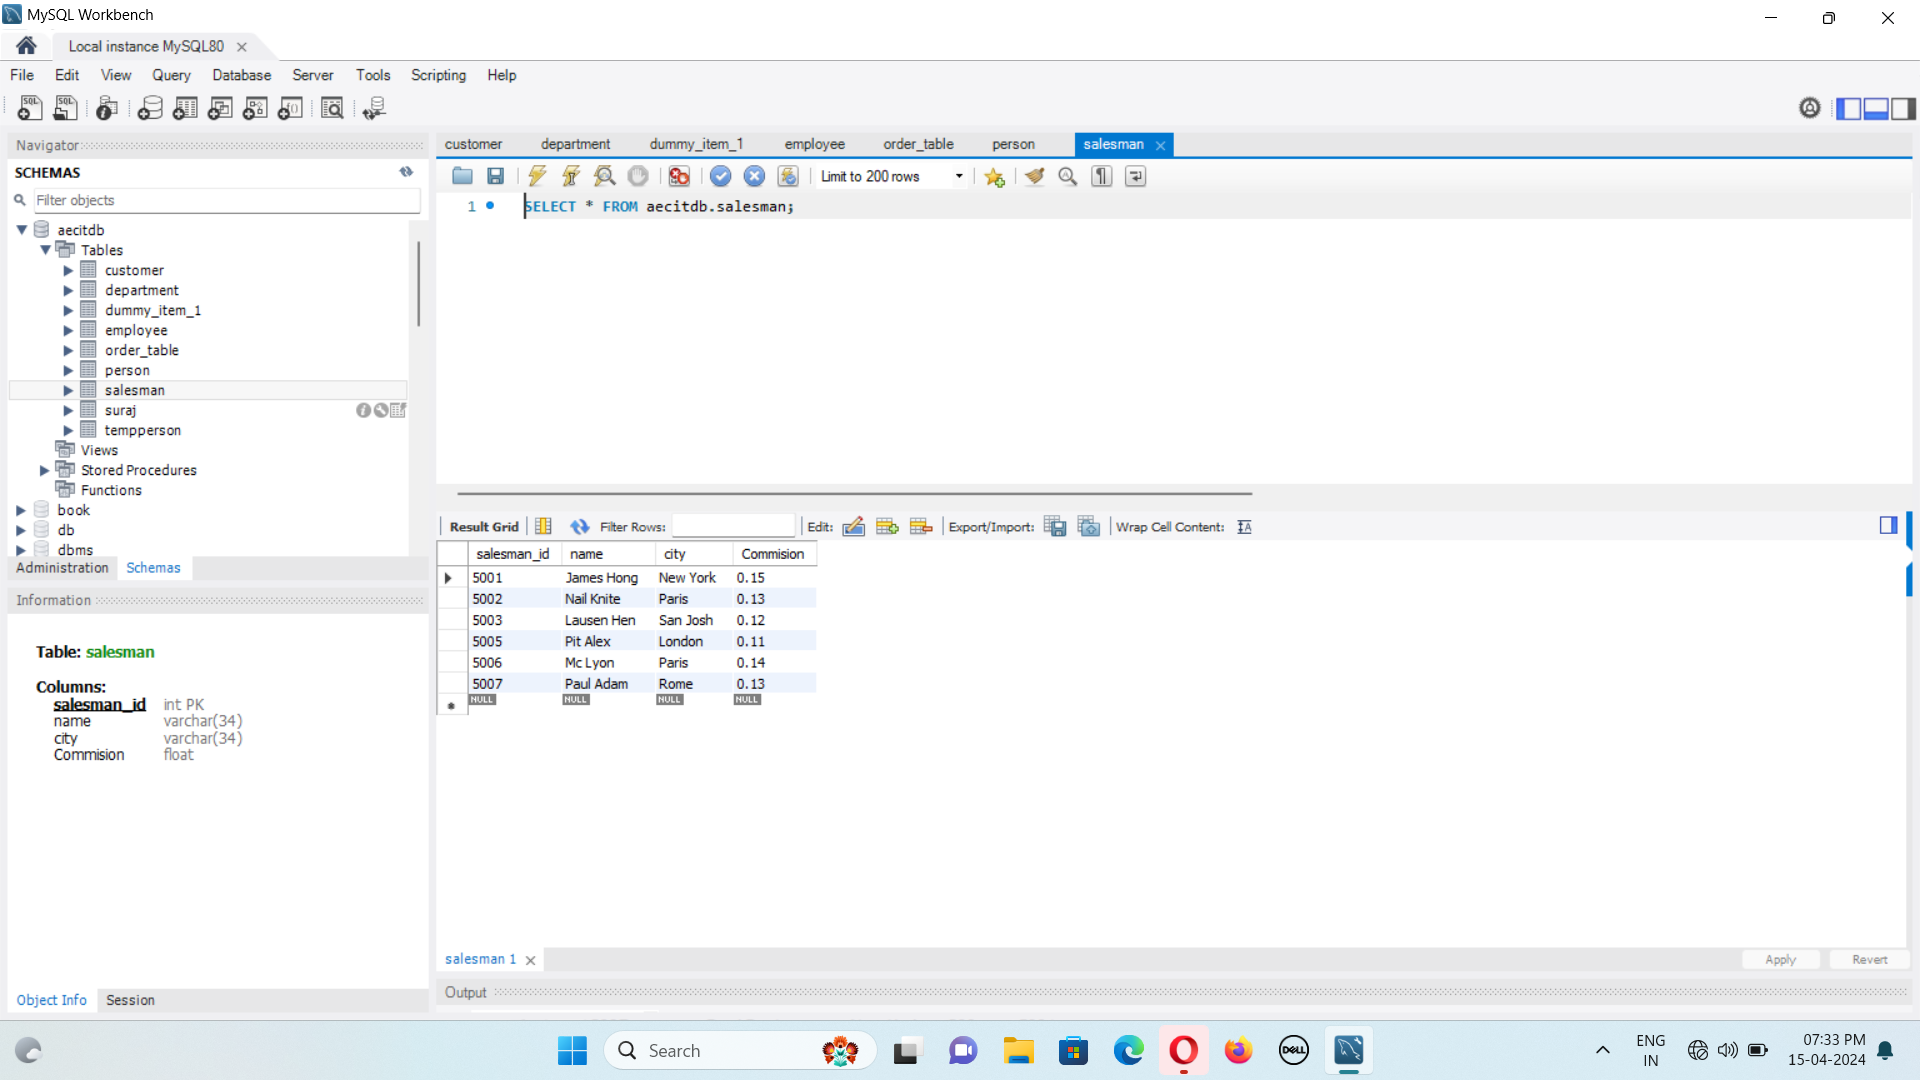 MySQL Workbench
Local instance MySQL80
File Edit View Query Database Server Tools Scripting Help
Navigator
SCHEMAS
Filter objects
aecitdb
Tables
customer
department
dummy_item_1
employee
order_table
person
salesman
suraj
tempperson
Views
Stored Procedures
Functions
book
db
dbms
Administration Schemas
Information
Table: salesman
Columns:
salesman_id int PK
name varchar(34)
city varchar(34)
Commision float
Object Info Session
customer department dummy_item_1 employee order_table person salesman
Limit to 200 rows
1 SELECT * FROM aecitdb.salesman;
Result Grid Filter Rows: Edit: Export/Import: Wrap Cell Content:
salesman_id name city Commision
5001 James Hong New York 0.15
5002 Nail Knite Paris 0.13
5003 Lausen Hen San Josh 0.12
5005 Pit Alex London 0.11
5006 Mc Lyon Paris 0.14
5007 Paul Adam Rome 0.13
NULL NULL NULL NULL
salesman 1 Apply Revert
Output
Search
DELL
ENG
IN
07:33 PM
15-04-2024